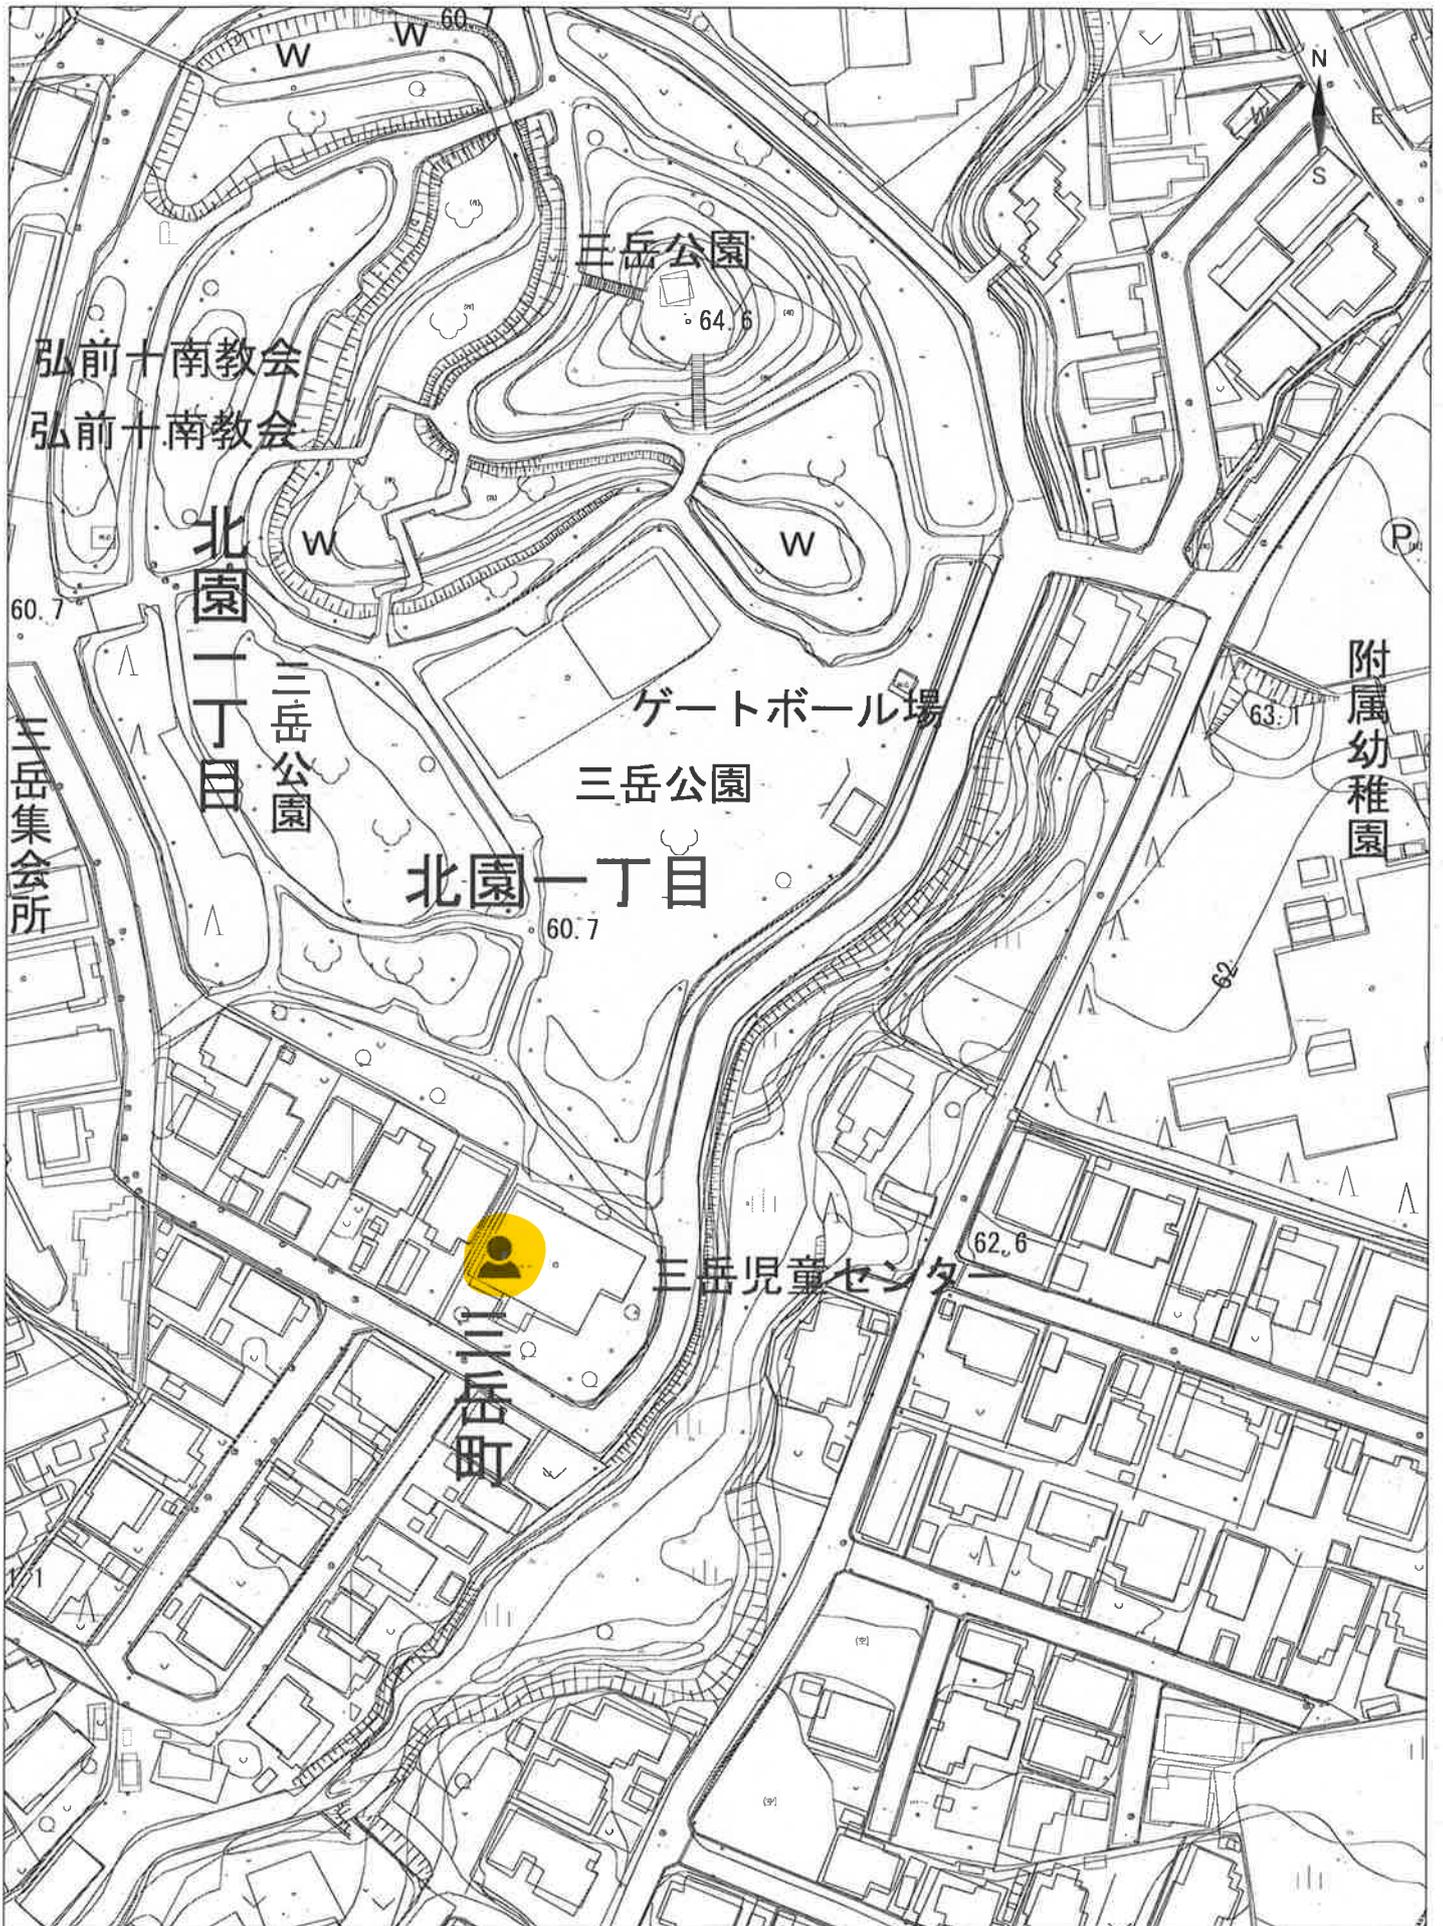 60.7
W
W
N
W
E
S
三岳公園
64.6
弘前十南教会
弘前十南教会
北園一丁目
W
W
P
60.7
三岳公園
附属幼稚園
63.1
ゲートボール場
三岳集会所
三岳公園
北園一丁目
60.7
62
62.6
三岳児童センター
三岳町